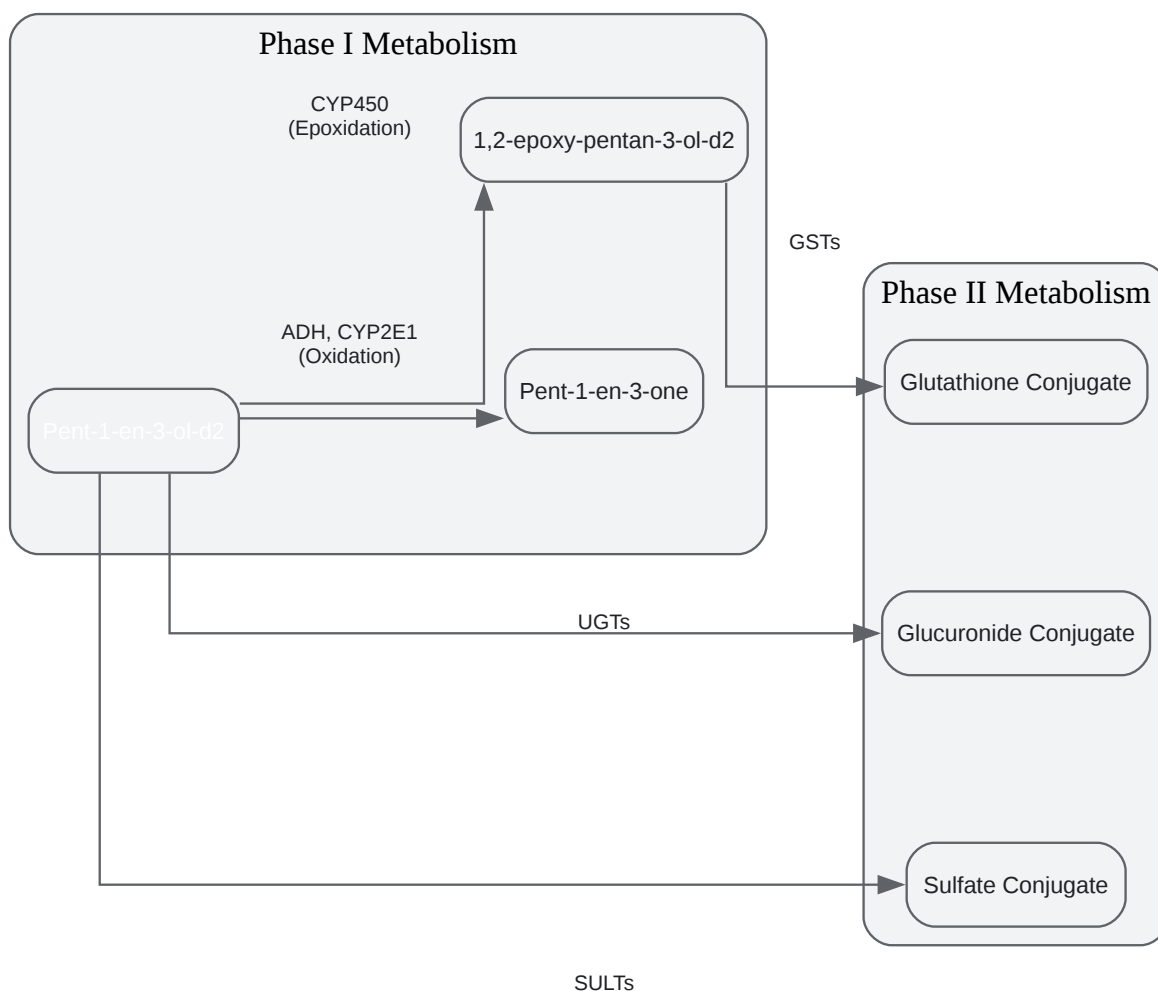 Phase I Metabolism
CYP450
(Epoxidation)
1,2-epoxy-pentan-3-ol-d2
GSTs
Phase II Metabolism
ADH, CYP2E1
(Oxidation)
Pent-1-en-3-one
Glutathione Conjugate
Pent-1-en-3-ol-d2
UGTs
Glucuronide Conjugate
Sulfate Conjugate
SULTs